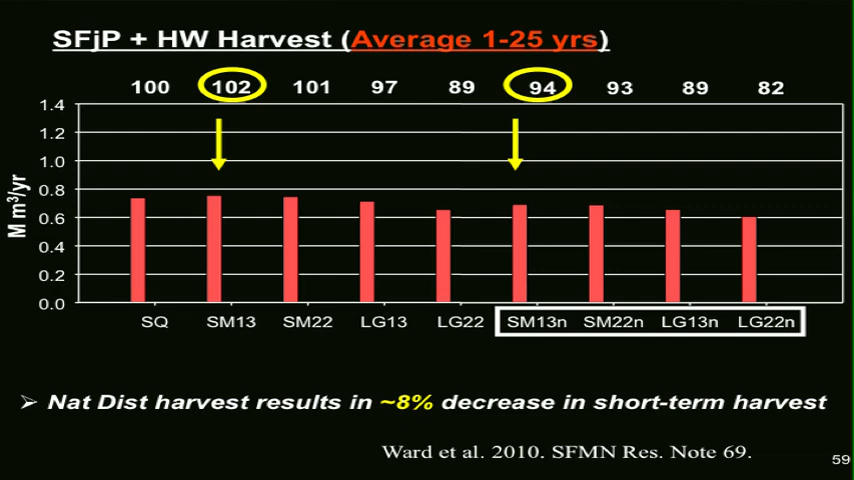 SFjP + HW Harvest (Average 1-25 yrs)
100 102 101 97 89 94 93 89 82
1.4
1.2
1.0
0.8
0.6
0.4
0.2
0.0
M m³/yr
SQ SM13 SM22 LG13 LG22 SM13n SM22n LG13n LG22n
➢ Nat Dist harvest results in ~8% decrease in short-term harvest
Ward et al. 2010. SFMN Res. Note 69.
59